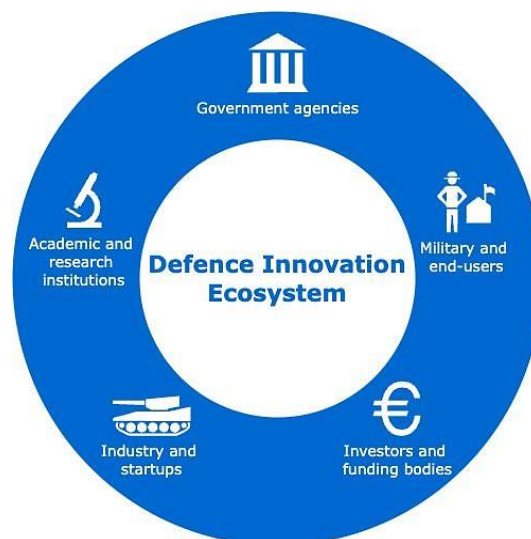 Government agencies
Academic and
research
institutions
Military and
end-users
Defence Innovation
Ecosystem
Industry and
startups
Investors and
funding bodies